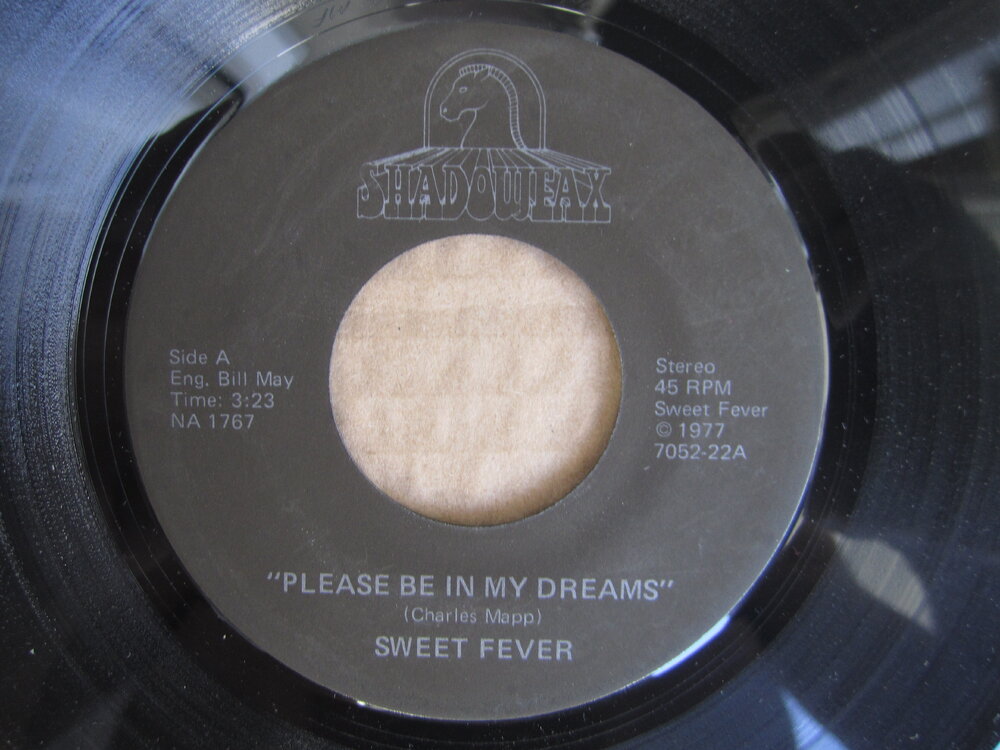 SHADOWFAX
Side A
Eng. Bill May
Time: 3:23
NA 1767
Stereo
45 RPM
Sweet Fever
© 1977
7052-22A
"PLEASE BE IN MY DREAMS"
(Charles Mapp)
SWEET FEVER